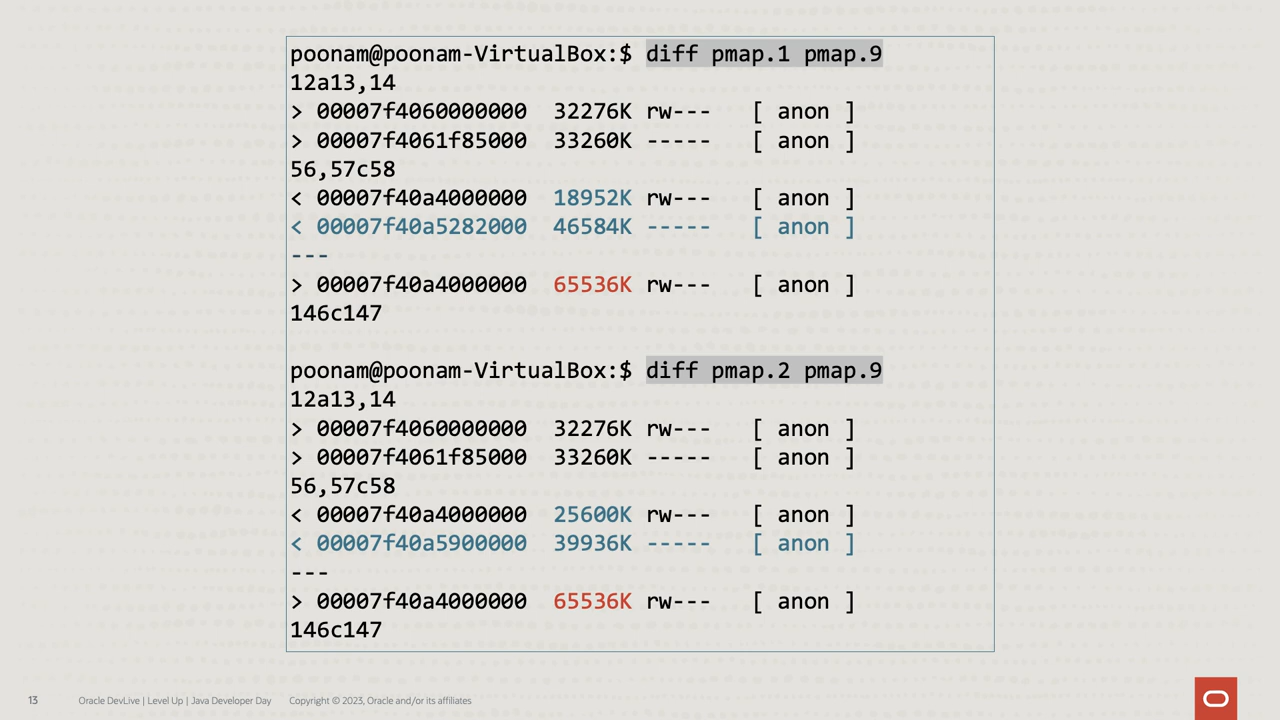 poonam@poonam-VirtualBox:$ diff pmap.1 pmap.9
12a13,14
> 00007f4060000000  32276K rw---   [ anon ]
> 00007f4061f85000  33260K -----   [ anon ]
56,57c58
< 00007f40a4000000  18952K rw---   [ anon ]
< 00007f40a5282000  46584K -----   [ anon ]
---
> 00007f40a4000000  65536K rw---   [ anon ]
146c147
poonam@poonam-VirtualBox:$ diff pmap.2 pmap.9
12a13,14
> 00007f4060000000  32276K rw---   [ anon ]
> 00007f4061f85000  33260K -----   [ anon ]
56,57c58
< 00007f40a4000000  25600K rw---   [ anon ]
< 00007f40a5900000  39936K -----   [ anon ]
---
> 00007f40a4000000  65536K rw---   [ anon ]
146c147
13 Oracle DevLive | Level Up | Java Developer Day Copyright © 2023, Oracle and/or its affiliates